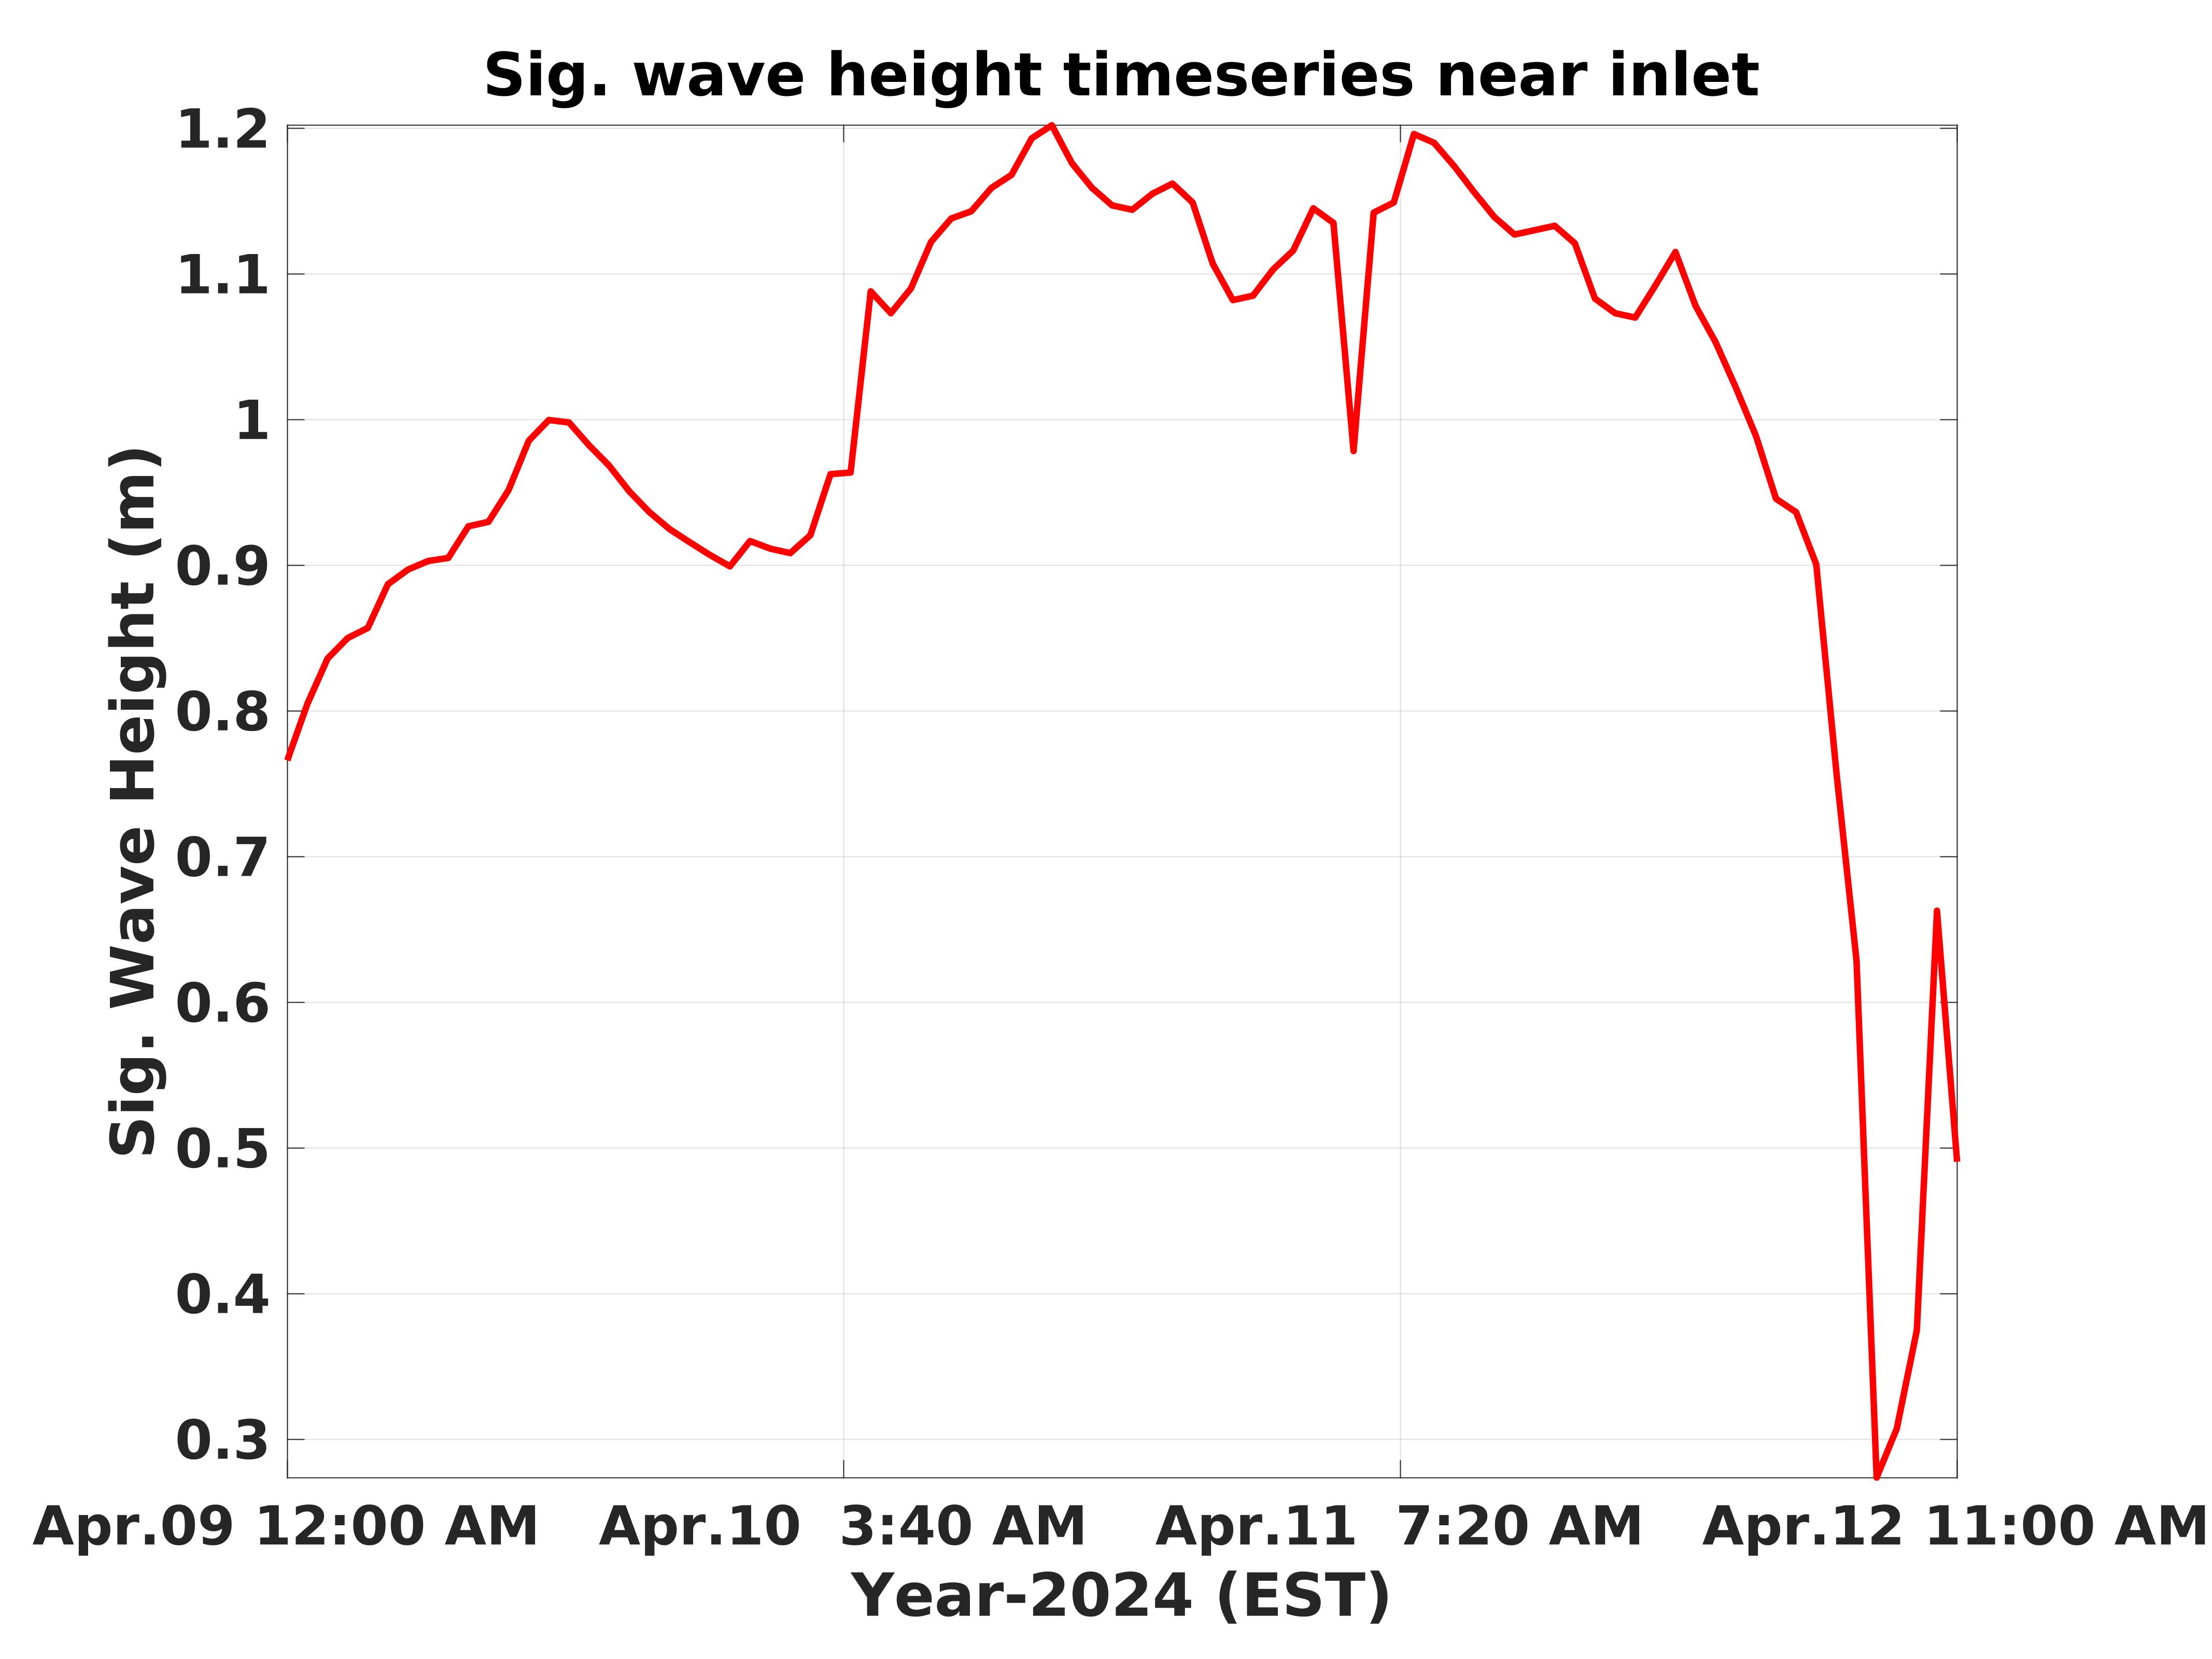 Sig. wave height timeseries near inlet
Sig. Wave Height (m)
1.2
1.1
1
0.9
0.8
0.7
0.6
0.5
0.4
0.3
Apr.09 12:00 AM Apr.10 3:40 AM Apr.11 7:20 AM Apr.12 11:00 AM
Year-2024 (EST)